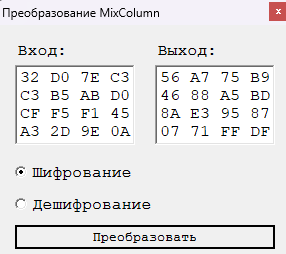 Преобразование MixColumn
x
Вход: Выход:
32 D0 7E C3 56 A7 75 B9
C3 B5 AB D0 46 88 A5 BD
CF F5 F1 45 8A E3 95 87
A3 2D 9E 0A 07 71 FF DF
Шифрование
Дешифрование
Преобразовать